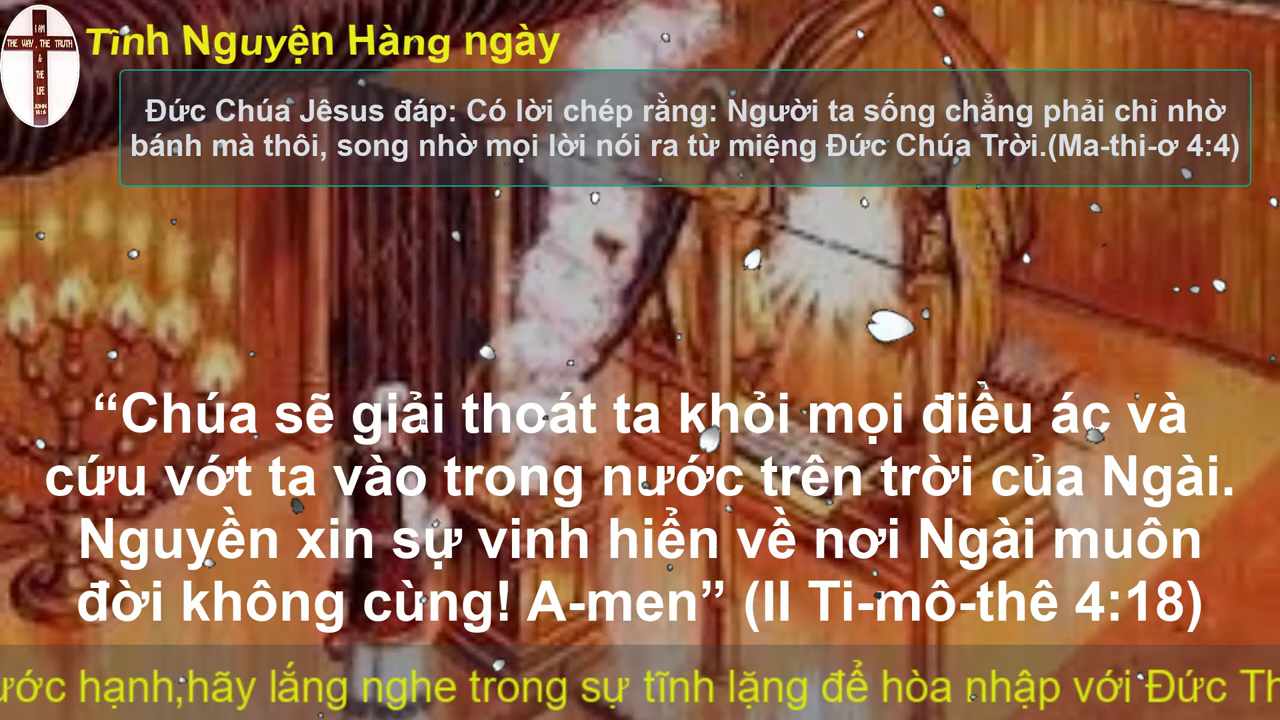 I AM
THE WAY, THE TRUTH
&
THE
LIFE
JOHN
14:6
Tĩnh Nguyện Hàng ngày
Đức Chúa Jêsus đáp: Có lời chép rằng: Người ta sống chẳng phải chỉ nhờ
bánh mà thôi, song nhờ mọi lời nói ra từ miệng Đức Chúa Trời.(Ma-thi-ơ 4:4)
“Chúa sẽ giải thoát ta khỏi mọi điều ác và
cứu vớt ta vào trong nước trên trời của Ngài.
Nguyền xin sự vinh hiển về nơi Ngài muôn
đời không cùng! A-men” (II Ti-mô-thê 4:18)
ước hạnh;hãy lắng nghe trong sự tĩnh lặng để hòa nhập với Đức Th